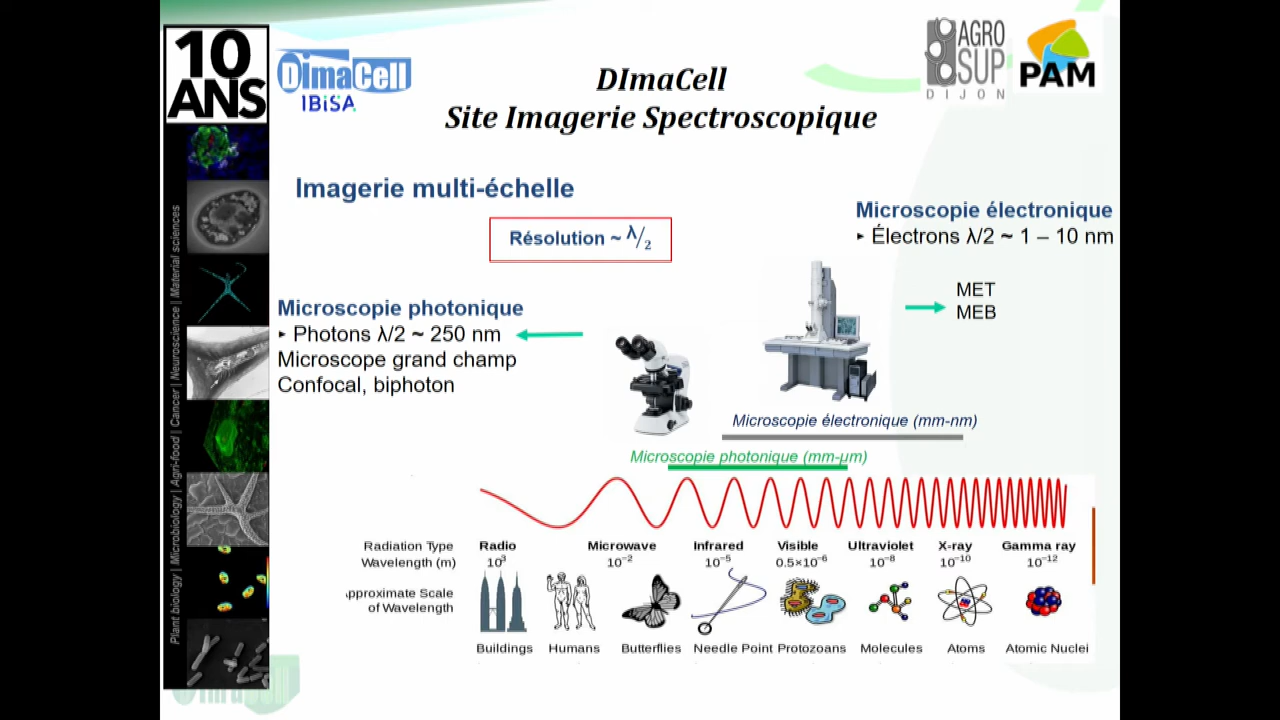 10
ANS
DImaCell
IBiSA
DImaCell
Site Imagerie Spectroscopique
AGRO
SUP
DIJON
PAM
Imagerie multi-échelle
Résolution ~ λ/2
Microscopie électronique
▸ Électrons λ/2 ~ 1 – 10 nm
MET
MEB
Microscopie photonique
▸ Photons λ/2 ~ 250 nm
Microscope grand champ
Confocal, biphoton
Microscopie électronique (mm-nm)
Microscopie photonique (mm-µm)
Radiation Type Radio Microwave Infrared Visible Ultraviolet X-ray Gamma ray
Wavelength (m) 10³ 10⁻² 10⁻⁵ 0.5×10⁻⁶ 10⁻⁸ 10⁻¹⁰ 10⁻¹²
pproximate Scale
of Wavelength
Buildings Humans Butterflies Needle Point Protozoans Molecules Atoms Atomic Nuclei
Plant biology | Microbiology | Agri-food | Cancer | Neuroscience | Material sciences